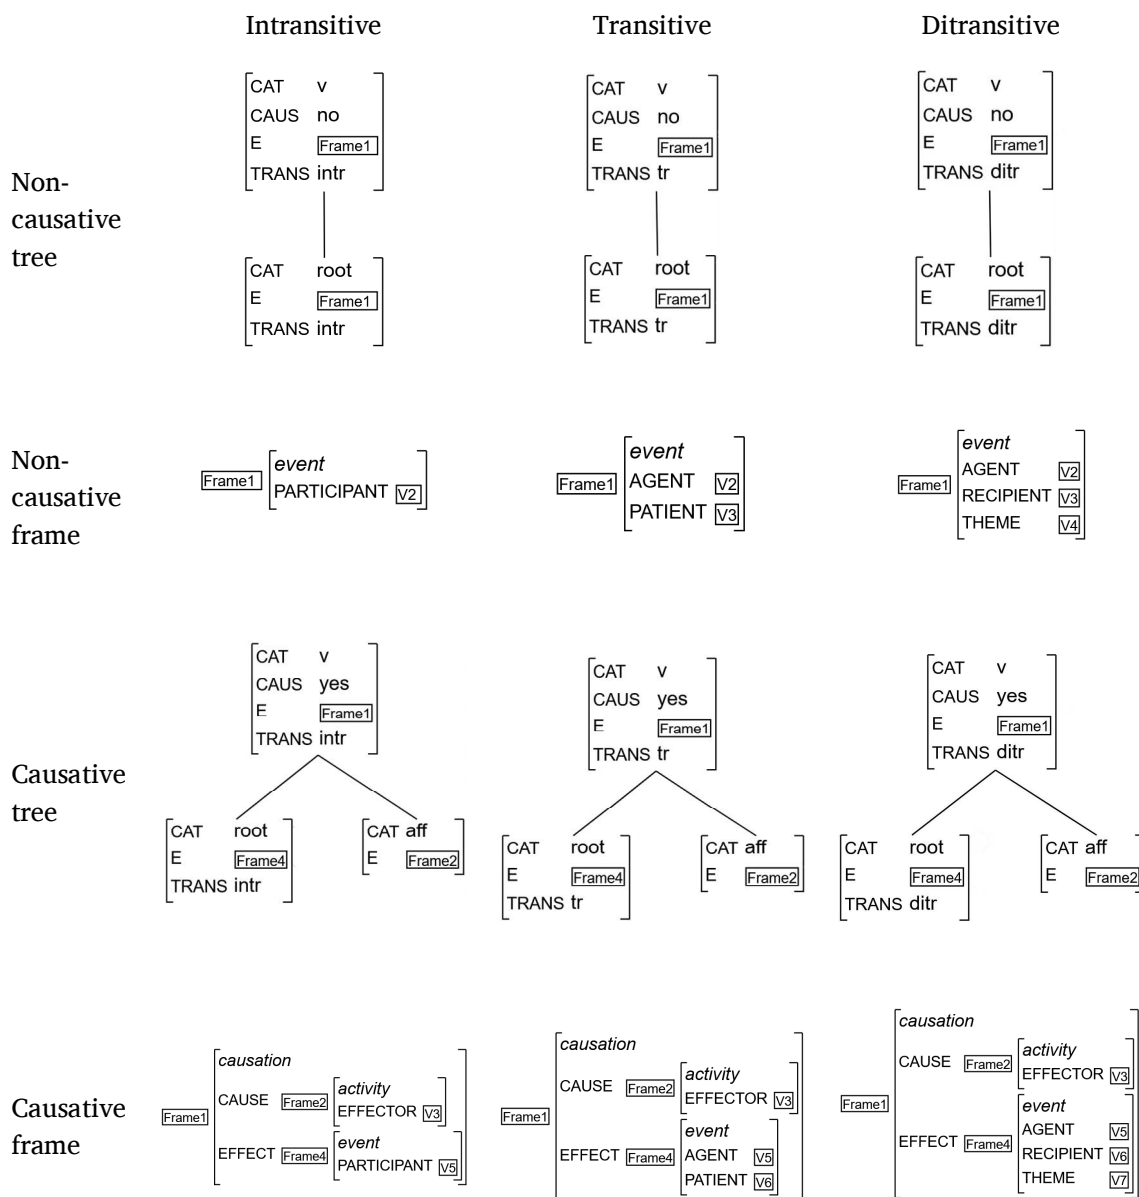 Intransitive Transitive Ditransitive
Non-causative tree
CAT v CAT v CAT v
CAUS no CAUS no CAUS no
E Frame1 E Frame1 E Frame1
TRANS intr TRANS tr TRANS ditr
CAT root CAT root CAT root
E Frame1 E Frame1 E Frame1
TRANS intr TRANS tr TRANS ditr
Non-causative frame
Frame1 event
PARTICIPANT V2
Frame1 event
AGENT V2
PATIENT V3
Frame1 event
AGENT V2
RECIPIENT V3
THEME V4
Causative tree
CAT v CAT v CAT v
CAUS yes CAUS yes CAUS yes
E Frame1 E Frame1 E Frame1
TRANS intr TRANS tr TRANS ditr
CAT root CAT aff CAT root CAT aff CAT root CAT aff
E Frame4 E Frame2 E Frame4 E Frame2 E Frame4 E Frame2
TRANS intr TRANS tr TRANS ditr
Causative frame
Frame1 causation
CAUSE Frame2 activity
EFFECTOR V3
EFFECT Frame4 event
PARTICIPANT V5
Frame1 causation
CAUSE Frame2 activity
EFFECTOR V3
EFFECT Frame4 event
AGENT V5
PATIENT V6
Frame1 causation
CAUSE Frame2 activity
EFFECTOR V3
EFFECT Frame4 event
AGENT V5
RECIPIENT V6
THEME V7